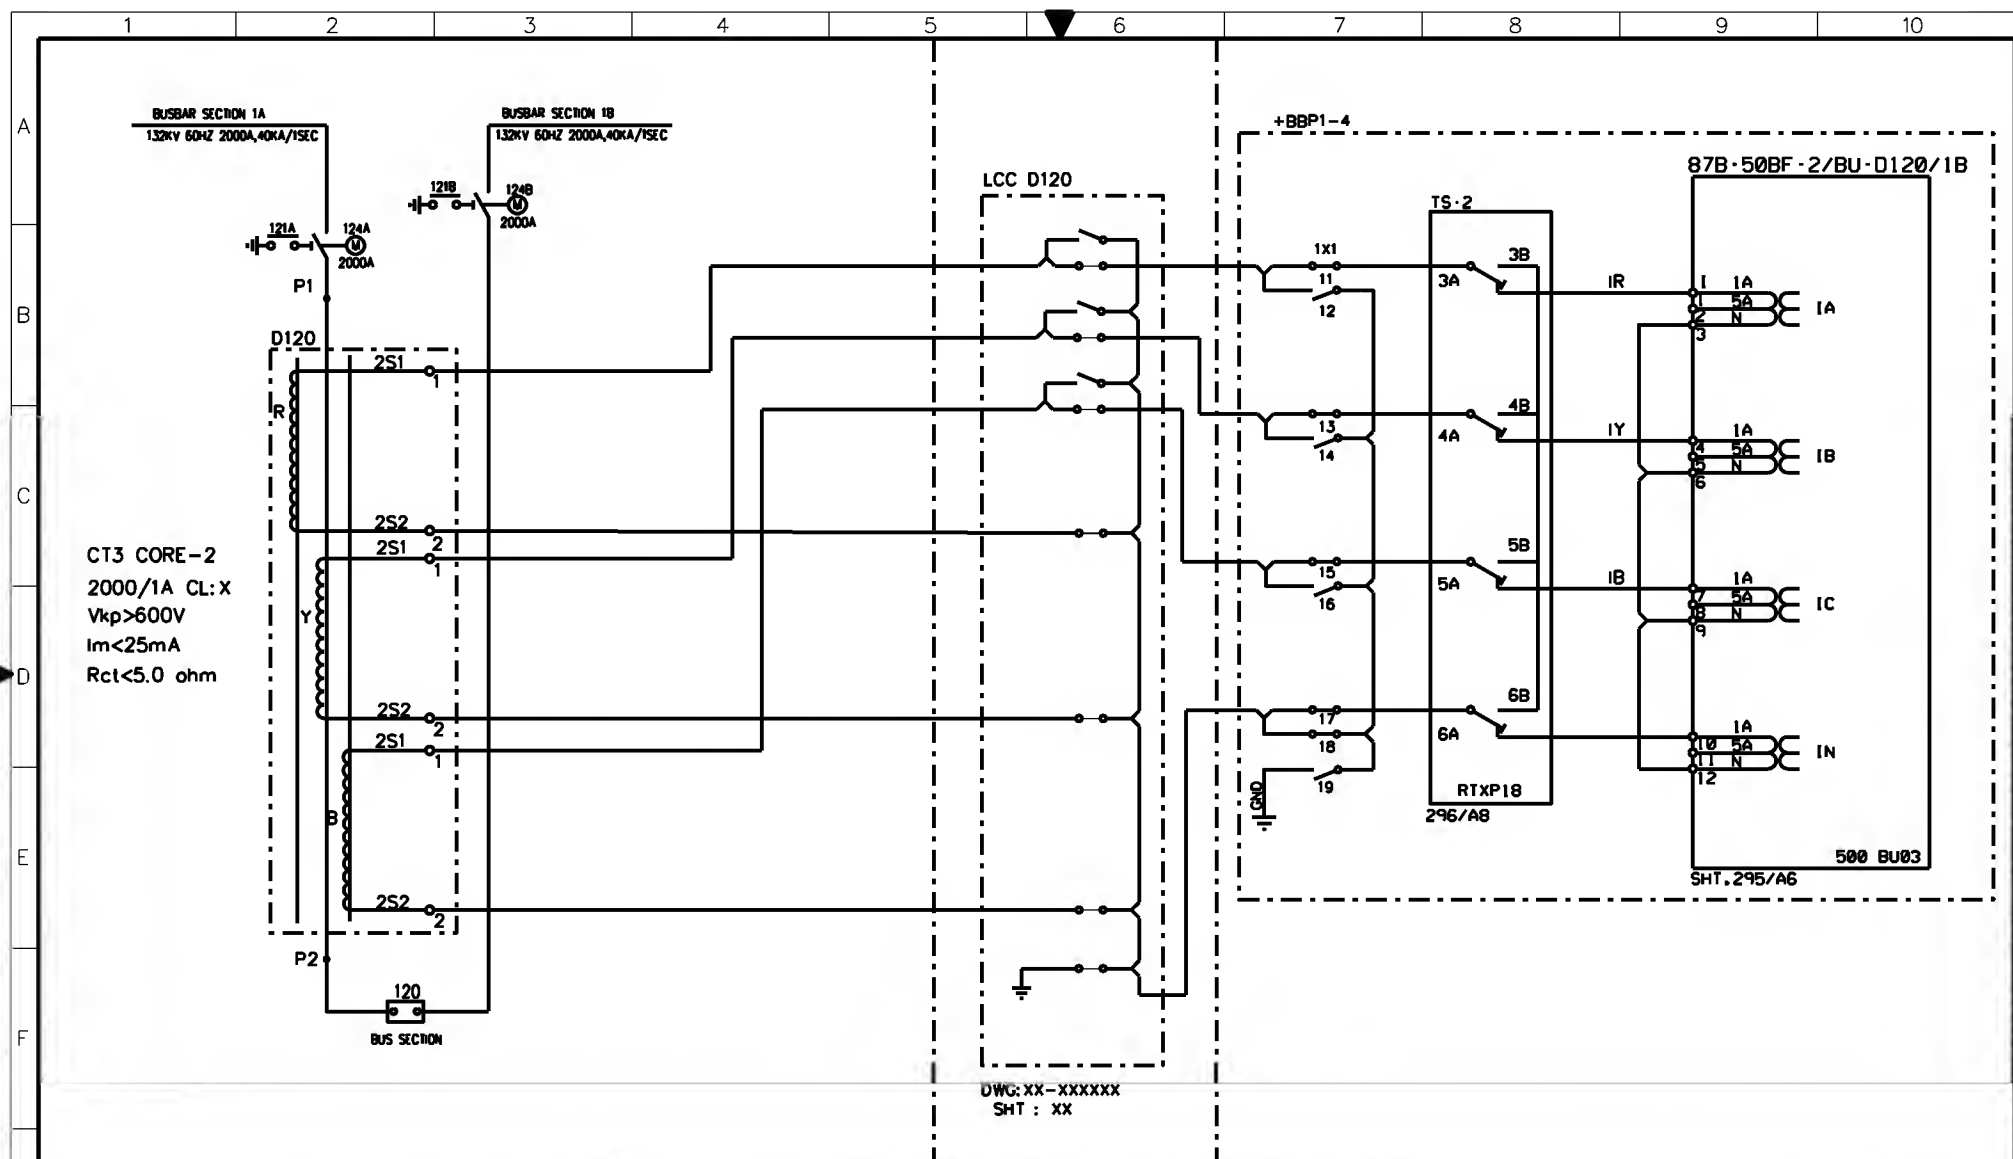 1 2 3 4 5 6 7 8 9 10
A
B
C
D
E
F
BUSBAR SECTION 1A
132KV 60HZ 2000A,40KA/1SEC
BUSBAR SECTION 1B
132KV 60HZ 2000A,40KA/1SEC
121B
124B
M
2000A
121A
124A
M
2000A
P1
D120
2S1
1
R
2S2
2
2S1
1
Y
2S2
2
2S1
1
B
2S2
2
P2
120
BUS SECTION
CT3 CORE-2
2000/1A CL:X
Vkp>600V
Im<25mA
Rct<5.0 ohm
LCC D120
DWG:XX-XXXXXX
SHT : XX
+BBP1-4
1X1
11
12
13
14
15
16
17
18
19
GND
TS·2
3B
3A
4B
4A
5B
5A
6B
6A
RTXP18
296/A8
IR
IY
IB
87B·50BF·2/BU·D120/1B
1 1A
1 5A
2 N
3
IA
1A
4 5A
5 N
6
IB
1A
7 5A
8 N
9
IC
1A
10 5A
11 N
12
IN
500 BU03
SHT.295/A6